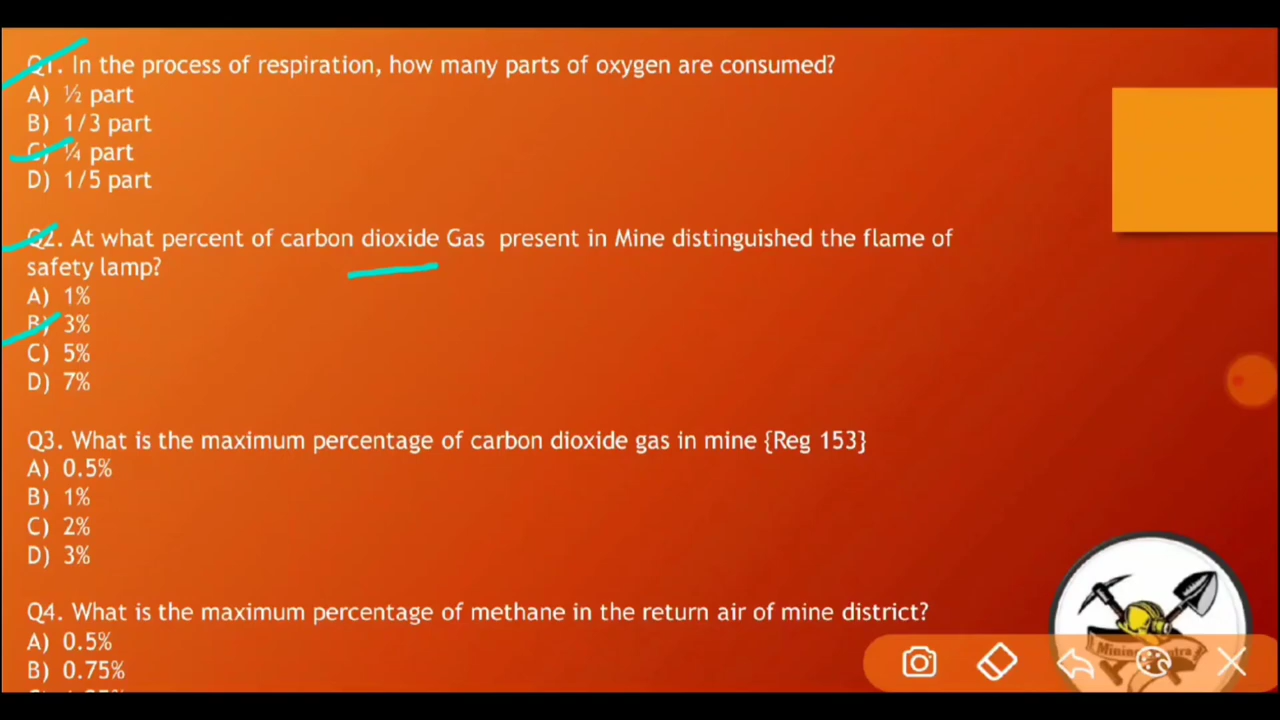 Q1. In the process of respiration, how many parts of oxygen are consumed?
A) ½ part
B) 1/3 part
C) ¼ part
D) 1/5 part
Q2. At what percent of carbon dioxide Gas present in Mine distinguished the flame of
safety lamp?
A) 1%
B) 3%
C) 5%
D) 7%
Q3. What is the maximum percentage of carbon dioxide gas in mine {Reg 153}
A) 0.5%
B) 1%
C) 2%
D) 3%
Q4. What is the maximum percentage of methane in the return air of mine district?
A) 0.5%
B) 0.75%